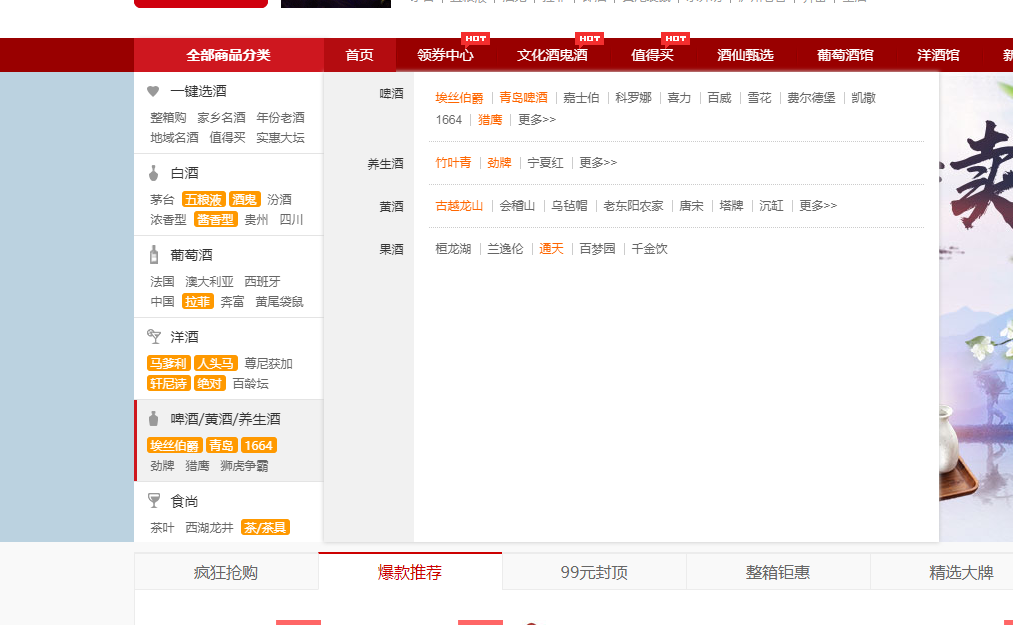 全部商品分类 首页 领券中心 HOT 文化酒鬼酒 HOT 值得买 HOT 酒仙甄选 葡萄酒馆 洋酒馆
一键选酒
整箱购 家乡名酒 年份老酒
地域名酒 值得买 实惠大坛
白酒
茅台 五粮液 酒鬼 汾酒
浓香型 酱香型 贵州 四川
葡萄酒
法国 澳大利亚 西班牙
中国 拉菲 奔富 黄尾袋鼠
洋酒
马爹利 人头马 尊尼获加
轩尼诗 绝对 百龄坛
啤酒/黄酒/养生酒
埃丝伯爵 青岛 1664
劲牌 猎鹰 狮虎争霸
食尚
茶叶 西湖龙井 茶/茶具
啤酒 埃丝伯爵 青岛啤酒 嘉士伯 科罗娜 喜力 百威 雪花 费尔德堡 凯撒
1664 猎鹰 更多>>
养生酒 竹叶青 劲牌 宁夏红 更多>>
黄酒 古越龙山 会稽山 乌毡帽 老东阳农家 唐宋 塔牌 沉缸 更多>>
果酒 桓龙湖 兰逸伦 通天 百梦园 千金饮
卖
疯狂抢购 爆款推荐 99元封顶 整箱钜惠 精选大牌